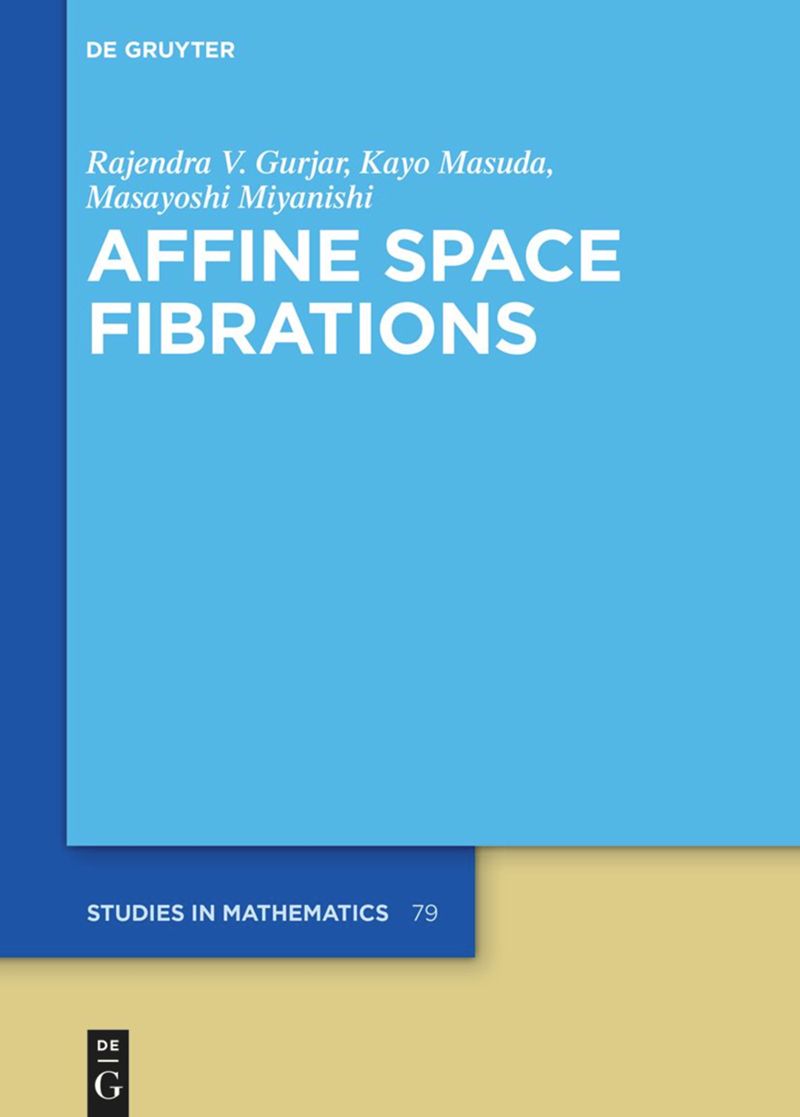 DE GRUYTER
Rajendra V. Gurjar, Kayo Masuda,
Masayoshi Miyanishi
AFFINE SPACE
FIBRATIONS
STUDIES IN MATHEMATICS 79
DE
G